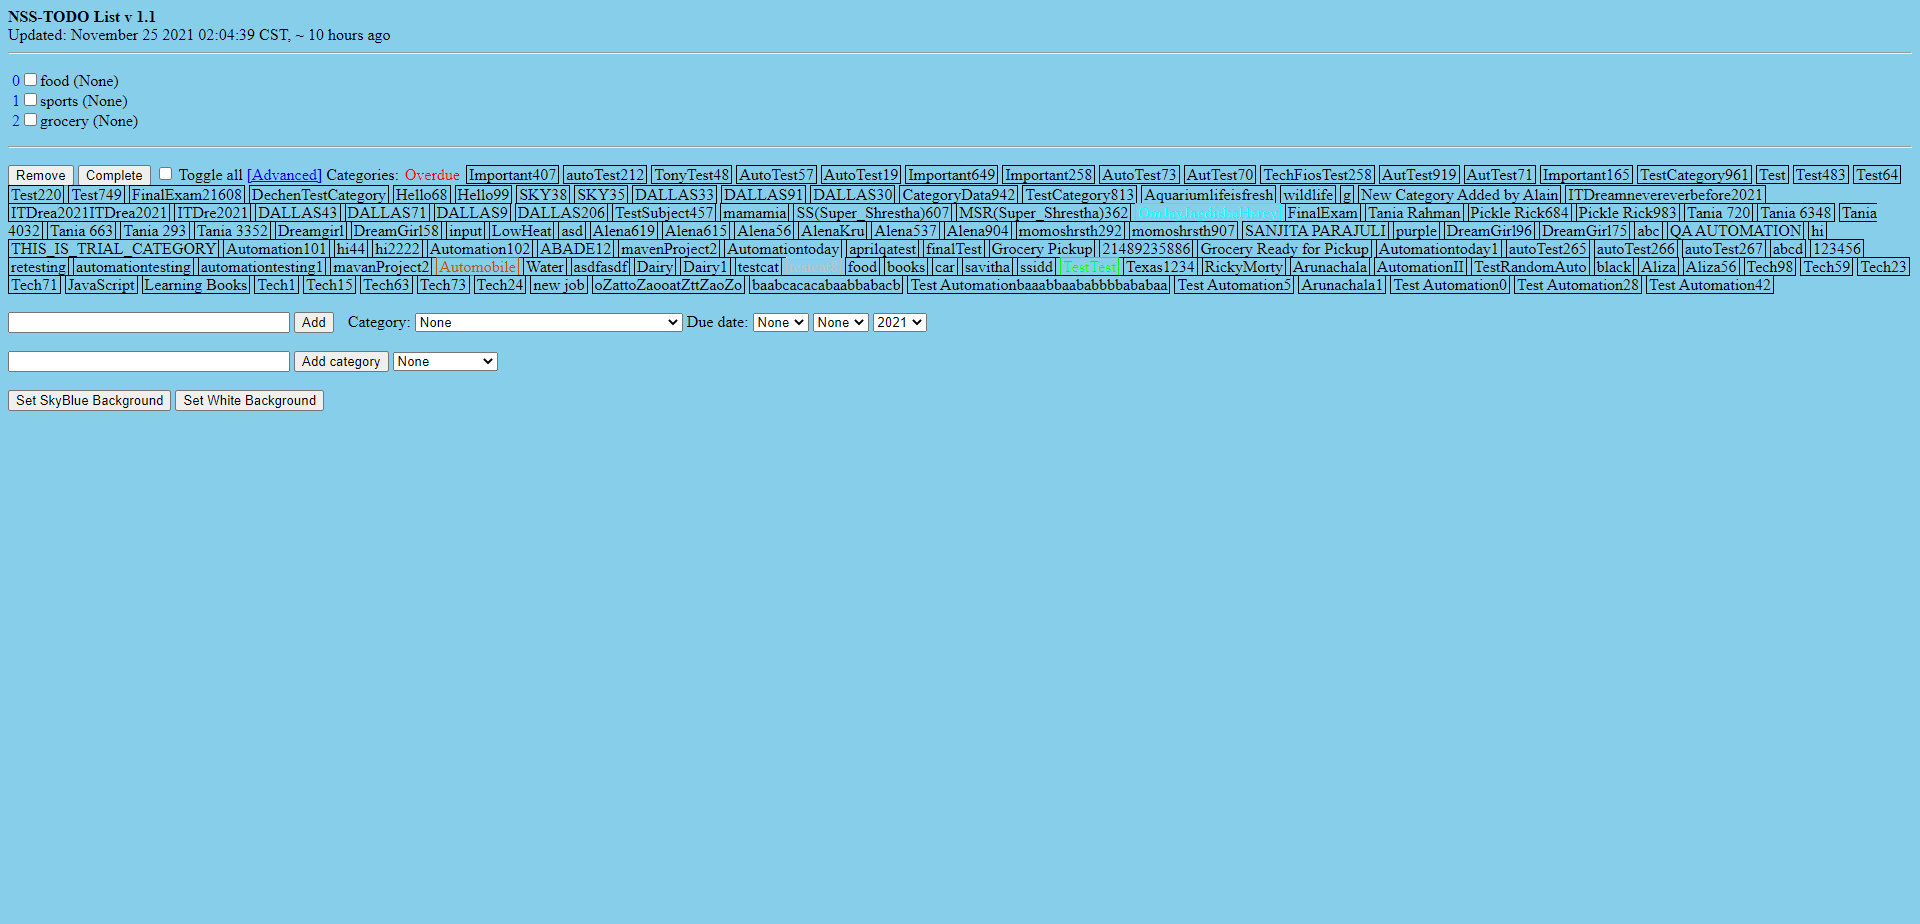 NSS-TODO List v 1.1
Updated: November 25 2021 02:04:39 CST, ~ 10 hours ago
0 food (None)
1 sports (None)
2 grocery (None)
Remove Complete Toggle all [Advanced] Categories: Overdue Important407 autoTest212 TonyTest48 AutoTest57 AutoTest19 Important649 Important258 AutoTest73 AutTest70 TechFiosTest258 AutTest919 AutTest71 Important165 TestCategory961 Test Test483 Test64
Test220 Test749 FinalExam21608 DechenTestCategory Hello68 Hello99 SKY38 SKY35 DALLAS33 DALLAS91 DALLAS30 CategoryData942 TestCategory813 Aquariumlifeisfresh wildlife g New Category Added by Alain ITDreamnevereverbefore2021
ITDrea2021ITDrea2021 ITDre2021 DALLAS43 DALLAS71 DALLAS9 DALLAS206 TestSubject457 mamamia SS(Super_Shrestha)607 MSR(Super_Shrestha)362 FinalExam Tania Rahman Pickle Rick684 Pickle Rick983 Tania 720 Tania 6348 Tania
4032 Tania 663 Tania 293 Tania 3352 Dreamgirl DreamGirl58 input LowHeat asd Alena619 Alena615 Alena56 AlenaKru Alena537 Alena904 momoshrsth292 momoshrsth907 SANJITA PARAJULI purple DreamGirl96 DreamGirl75 abc QA AUTOMATION hi
THIS_IS_TRIAL_CATEGORY Automation101 hi44 hi2222 Automation102 ABADE12 mavenProject2 Automationtoday aprilqatest finalTest Grocery Pickup 21489235886 Grocery Ready for Pickup Automationtoday1 autoTest265 autoTest266 autoTest267 abcd 123456
retesting automationtesting automationtesting1 mavanProject2 Automobile Water asdfasdf Dairy Dairy1 testcat food books car savitha ssidd TestTest Texas1234 RickyMorty Arunachala AutomationII TestRandomAuto black Aliza Aliza56 Tech98 Tech59 Tech23
Tech71 JavaScript Learning Books Tech1 Tech15 Tech63 Tech73 Tech24 new job oZattoZaooatZttZaoZo baabcacacabaabbabacb Test Automationbaaabbaababbbbababaa Test Automation5 Arunachala1 Test Automation0 Test Automation28 Test Automation42
Add Category: None Due date: None None 2021
Add category None
Set SkyBlue Background Set White Background